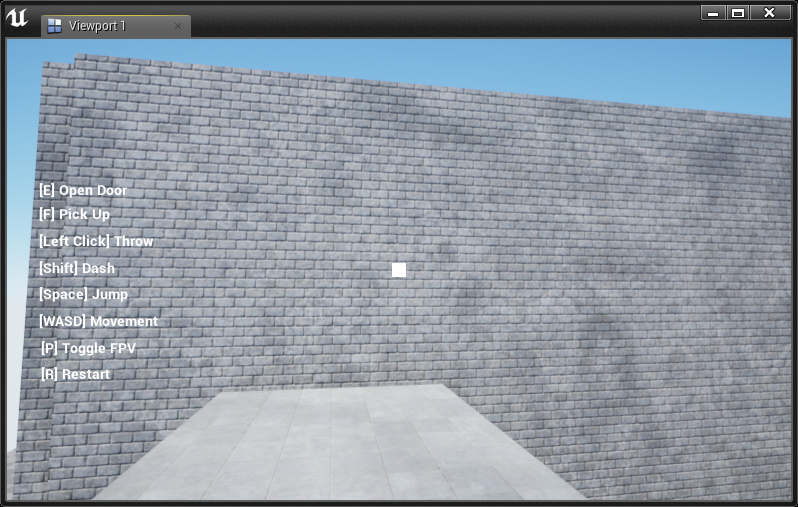 Viewport 1
[E] Open Door
[F] Pick Up
[Left Click] Throw
[Shift] Dash
[Space] Jump
[WASD] Movement
[P] Toggle FPV
[R] Restart